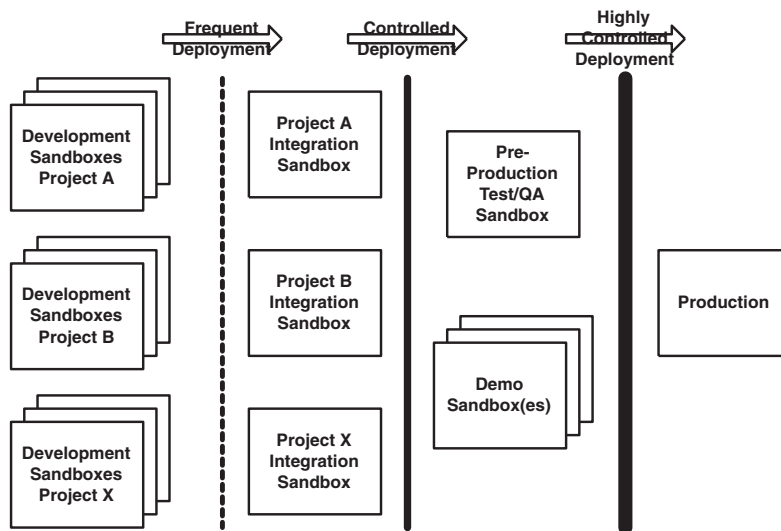 Frequent
Deployment
Controlled
Deployment
Highly
Controlled
Deployment
Development
Sandboxes
Project A
Project A
Integration
Sandbox
Pre-
Production
Test/QA
Sandbox
Development
Sandboxes
Project B
Project B
Integration
Sandbox
Production
Demo
Sandbox(es)
Development
Sandboxes
Project X
Project X
Integration
Sandbox